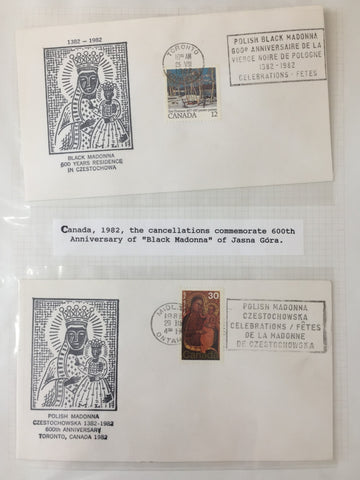 1382 - 1982
BLACK MADONNA
600 YEARS RESIDENCE
IN CZESTOCHOWA
TORONTO
AM
VIII
CANADA 12
POLISH BLACK MADONNA
600e ANNIVERSAIRE DE LA
VIERGE NOIRE DE POLOGNE
1382-1982
CELEBRATIONS - FÊTES
Canada, 1982, the cancellations commemorate 600th
Anniversary of "Black Madonna" of Jasna Góra.
POLISH MADONNA
CZESTOCHOWSKA 1382-1982
600th ANNIVERSARY
TORONTO, CANADA 1982
30
POLISH MADONNA
CZESTOCHOWSKA
CELEBRATIONS / FÊTES
DE LA MADONNE
DE CZESTOCHOWSKA